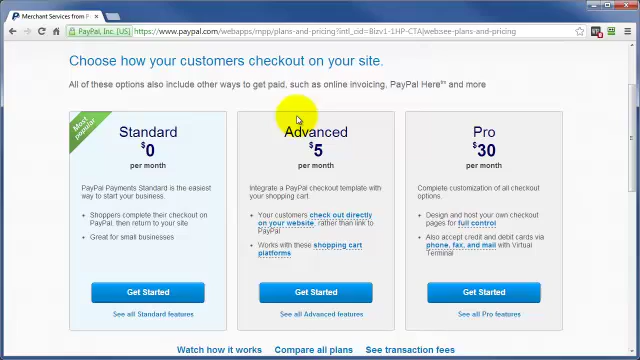 Merchant Services from P
PayPal, Inc. [US] https://www.paypal.com/webapps/mpp/plans-and-pricing?intl_cid=Bizv1-1HP-CTA|websee-plans-and-pricing
Choose how your customers checkout on your site.
All of these options also include other ways to get paid, such as online invoicing, PayPal Here™ and more
Most popular
Standard
$0
per month
PayPal Payments Standard is the easiest
way to start your business.
Shoppers complete their checkout on
PayPal, then return to your site
Great for small businesses
Get Started
See all Standard features
Advanced
$5
per month
Integrate a PayPal checkout template with
your shopping cart.
Your customers check out directly
on your website, rather than link to
PayPal
Works with these shopping cart
platforms
Get Started
See all Advanced features
Pro
$30
per month
Complete customization of all checkout
options.
Design and host your own checkout
pages for full control
Also accept credit and debit cards via
phone, fax, and mail with Virtual
Terminal
Get Started
See all Pro features
Watch how it works Compare all plans See transaction fees